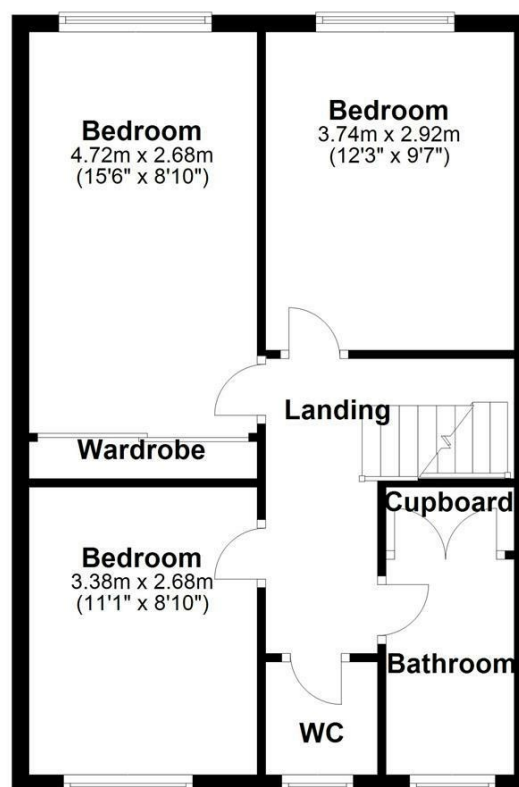 Bedroom
4.72m x 2.68m
(15'6" x 8'10")
Bedroom
3.74m x 2.92m
(12'3" x 9'7")
Landing
Wardrobe
Cupboard
Bedroom
3.38m x 2.68m
(11'1" x 8'10")
Bathroom
WC